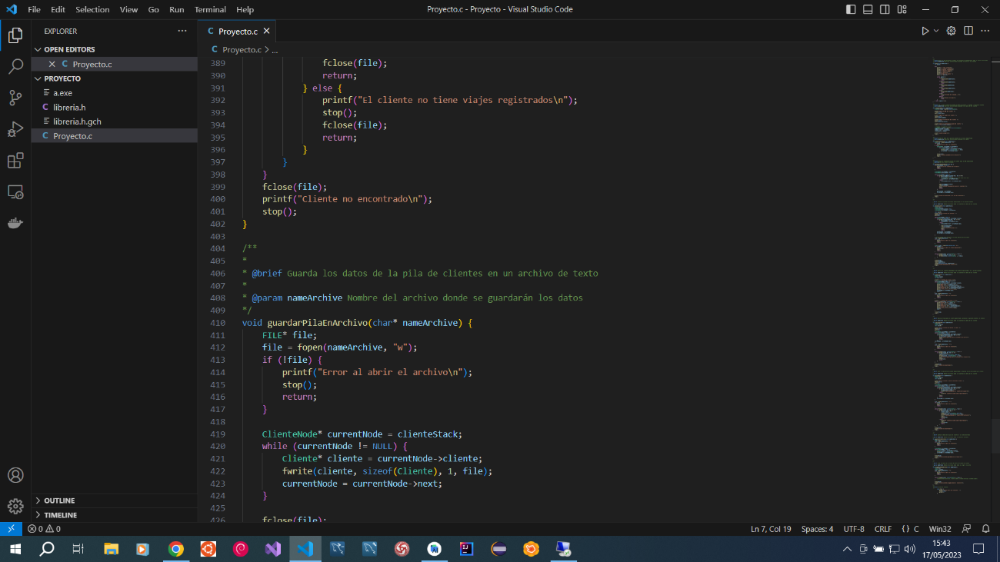 File Edit Selection View Go Run Terminal Help
Proyecto.c - Proyecto - Visual Studio Code
EXPLORER
OPEN EDITORS
Proyecto.c
PROYECTO
a.exe
libreria.h
libreria.h.gch
Proyecto.c
OUTLINE
TIMELINE
Proyecto.c
Proyecto.c > ...
389 fclose(file);
390 return;
391 } else {
392 printf("El cliente no tiene viajes registrados\n");
393 stop();
394 fclose(file);
395 return;
396 }
397 }
398 }
399 fclose(file);
400 printf("Cliente no encontrado\n");
401 stop();
402 }
403
404 /**
405 *
406 * @brief Guarda los datos de la pila de clientes en un archivo de texto
407 *
408 * @param nameArchive Nombre del archivo donde se guardarán los datos
409 */
410 void guardarPilaEnArchivo(char* nameArchive) {
411 FILE* file;
412 file = fopen(nameArchive, "w");
413 if (!file) {
414 printf("Error al abrir el archivo\n");
415 stop();
416 return;
417 }
418
419 ClienteNode* currentNode = clienteStack;
420 while (currentNode != NULL) {
421 Cliente* cliente = currentNode->cliente;
422 fwrite(cliente, sizeof(Cliente), 1, file);
423 currentNode = currentNode->next;
424 }
425
426 fclose(file);
0 0
Ln 7, Col 19 Spaces: 4 UTF-8 CRLF {} C Win32
15:43
17/05/2023